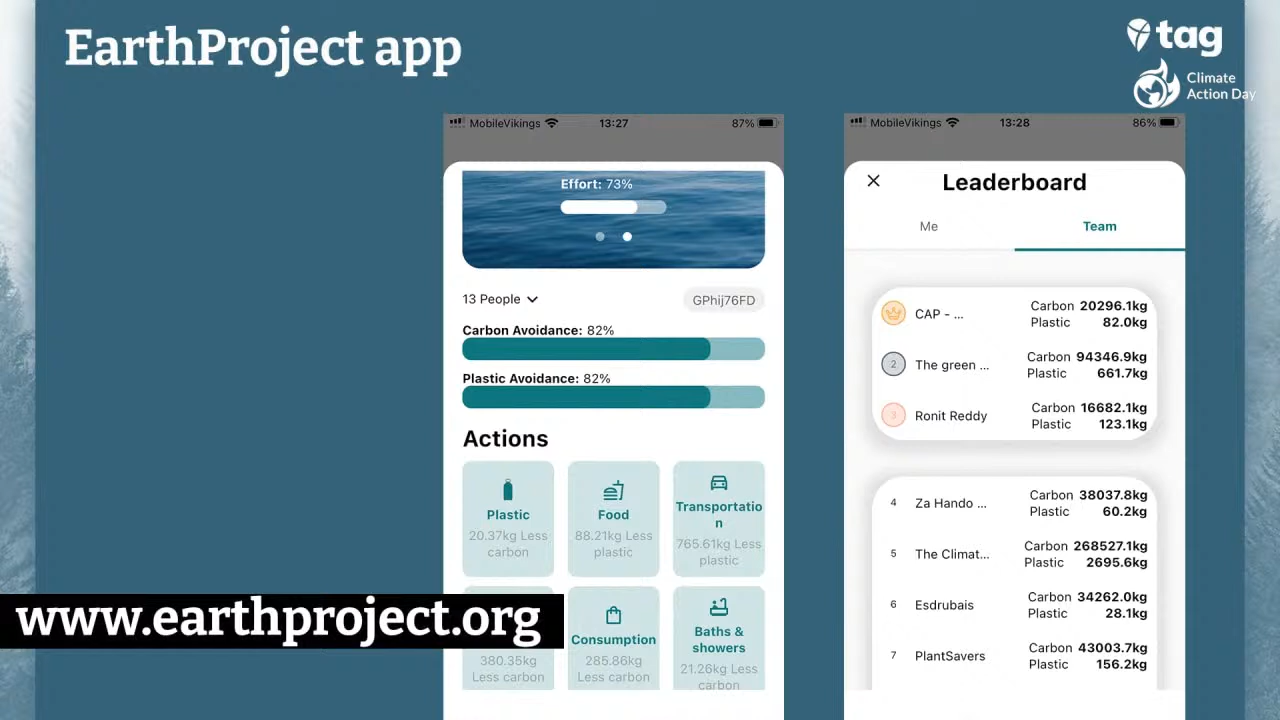 EarthProject app
tag
Climate
Action Day
MobileVikings 13:27 87%
Effort: 73%
13 People GPhij76FD
Carbon Avoidance: 82%
Plastic Avoidance: 82%
Actions
Plastic
20.37kg Less
carbon
Food
88.21kg Less
plastic
Transportatio
n
765.61kg Less
plastic
380.35kg
Less carbon
Consumption
285.86kg
Less carbon
Baths &
showers
21.26kg Less
carbon
MobileVikings 13:28 86%
Leaderboard
Me Team
CAP - ... Carbon 20296.1kg
Plastic 82.0kg
2 The green ... Carbon 94346.9kg
Plastic 661.7kg
3 Ronit Reddy Carbon 16682.1kg
Plastic 123.1kg
4 Za Hando ... Carbon 38037.8kg
Plastic 60.2kg
5 The Climat... Carbon 268527.1kg
Plastic 2695.6kg
6 Esdrubais Carbon 34262.0kg
Plastic 28.1kg
7 PlantSavers Carbon 43003.7kg
Plastic 156.2kg
www.earthproject.org